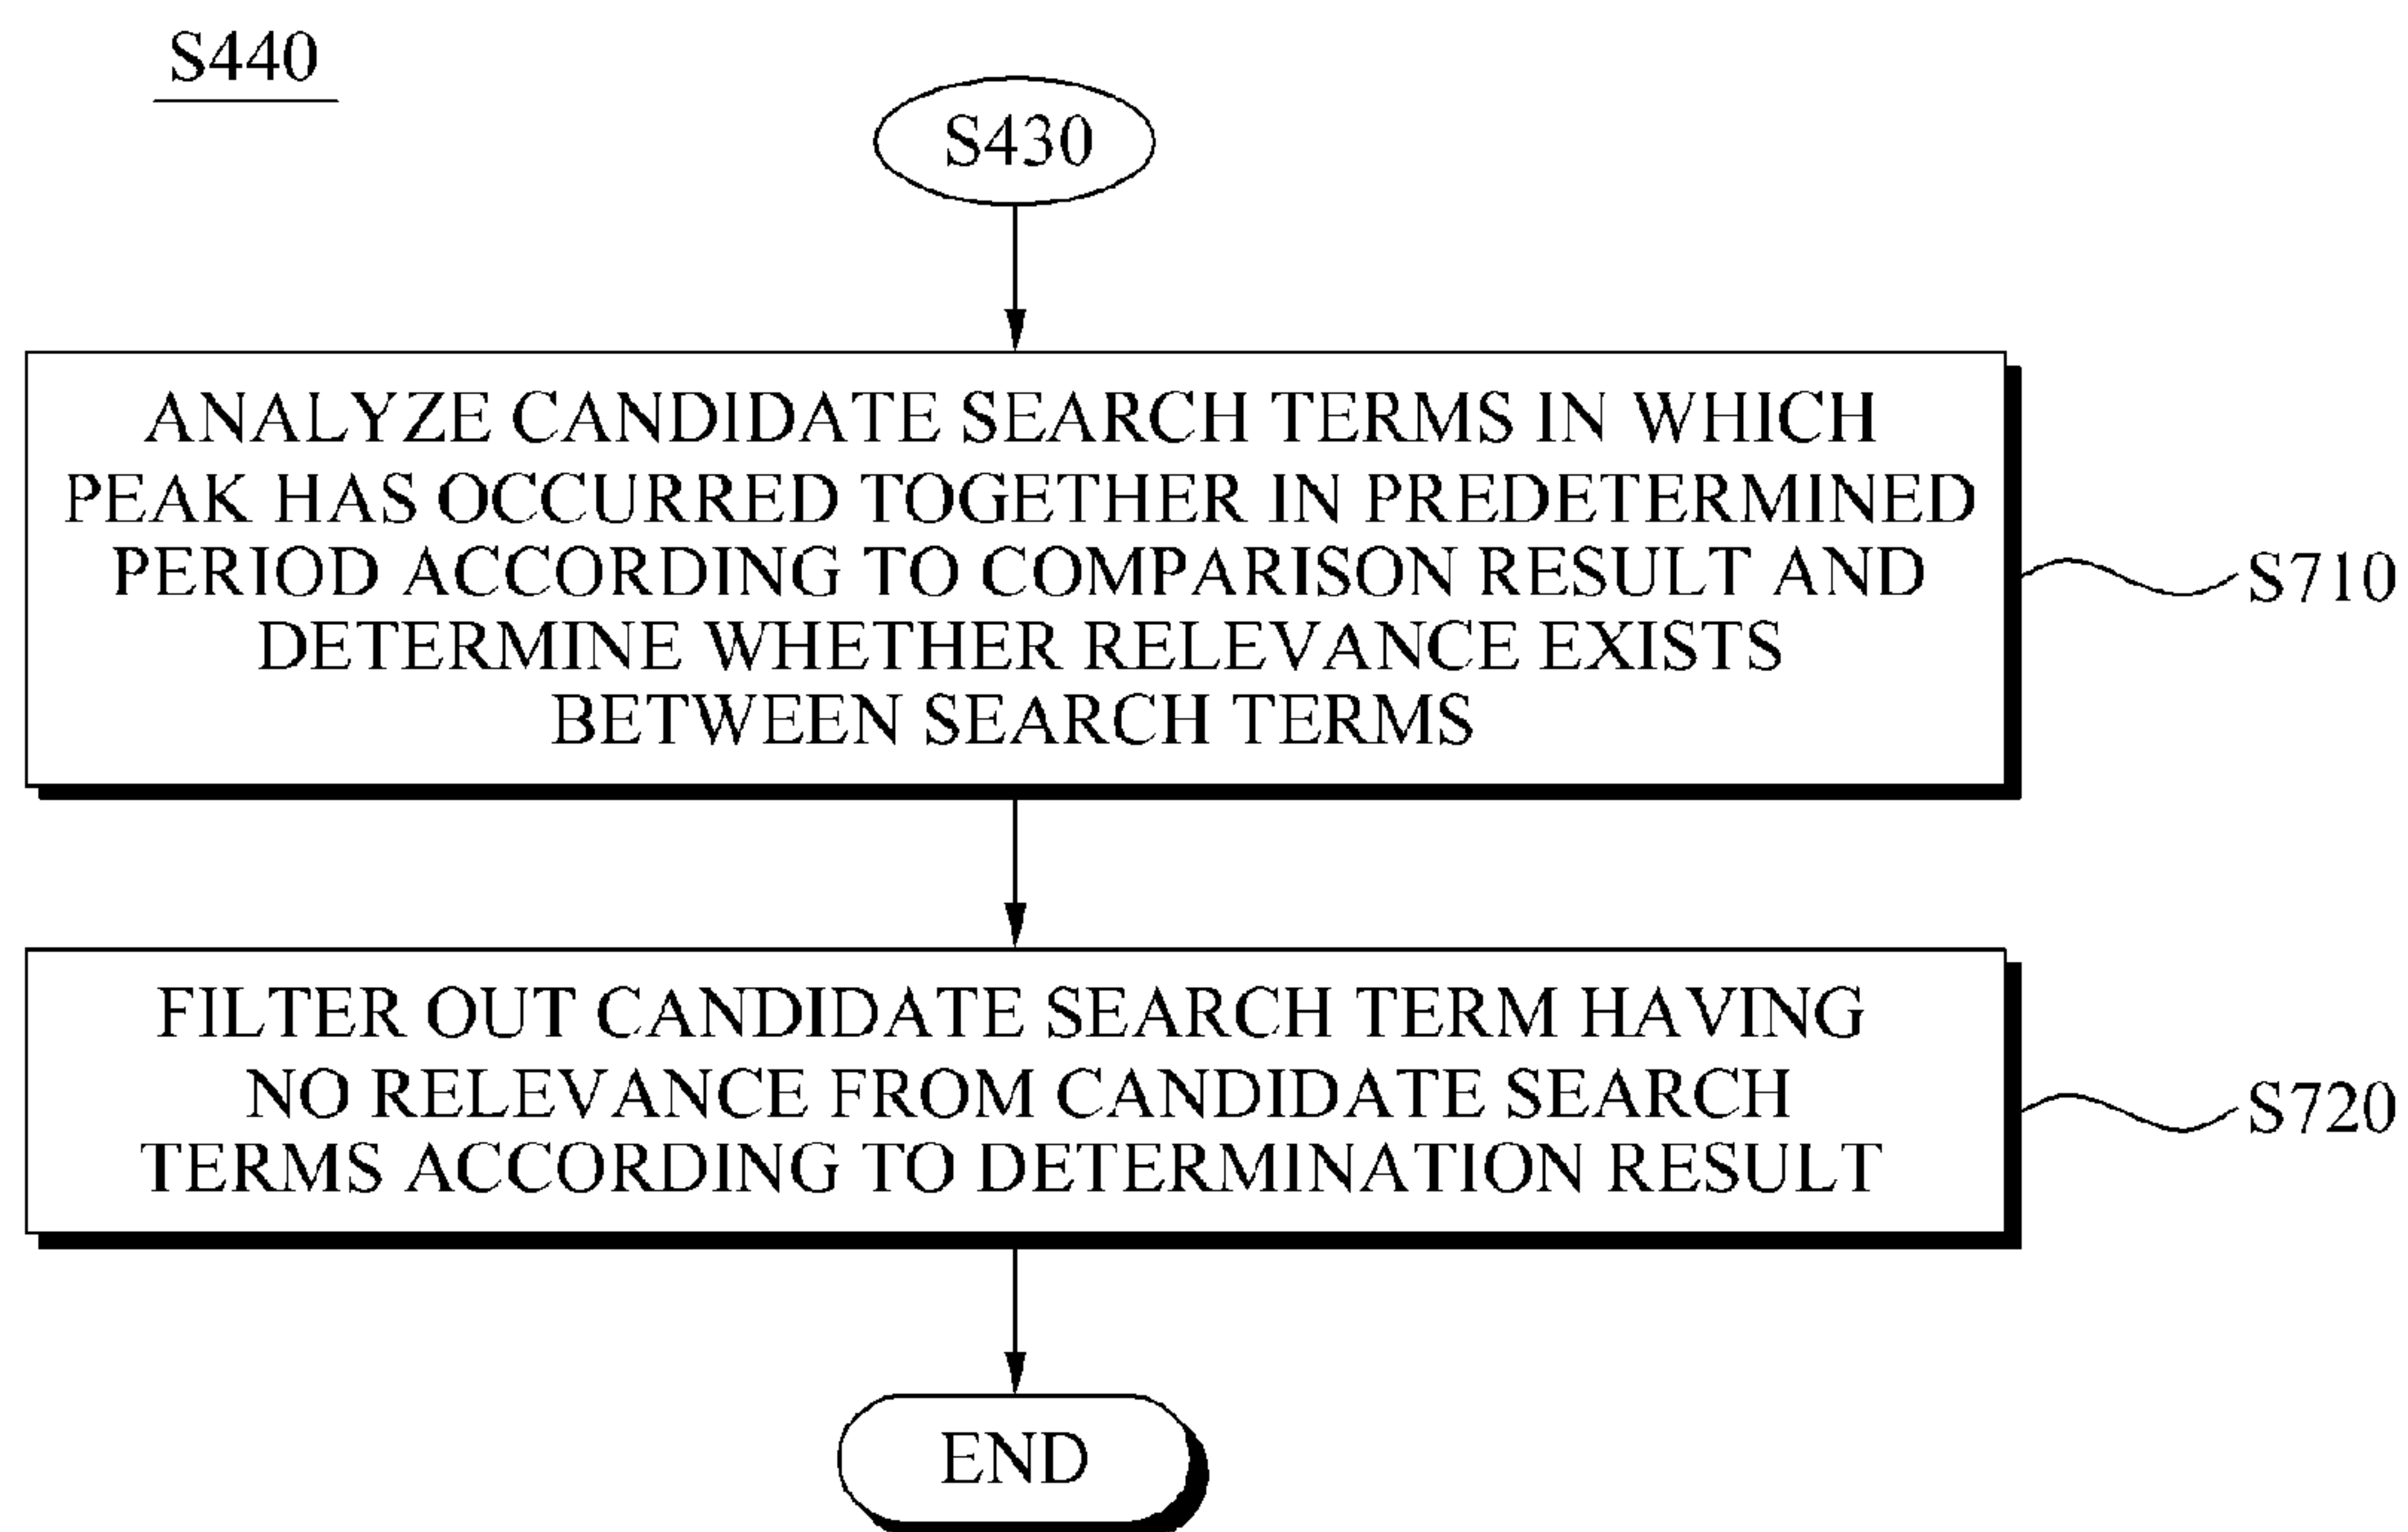 S440
S430
ANALYZE CANDIDATE SEARCH TERMS IN WHICH
PEAK HAS OCCURRED TOGETHER IN PREDETERMINED
PERIOD ACCORDING TO COMPARISON RESULT AND
DETERMINE WHETHER RELEVANCE EXISTS
BETWEEN SEARCH TERMS
S710
FILTER OUT CANDIDATE SEARCH TERM HAVING
NO RELEVANCE FROM CANDIDATE SEARCH
TERMS ACCORDING TO DETERMINATION RESULT
S720
END